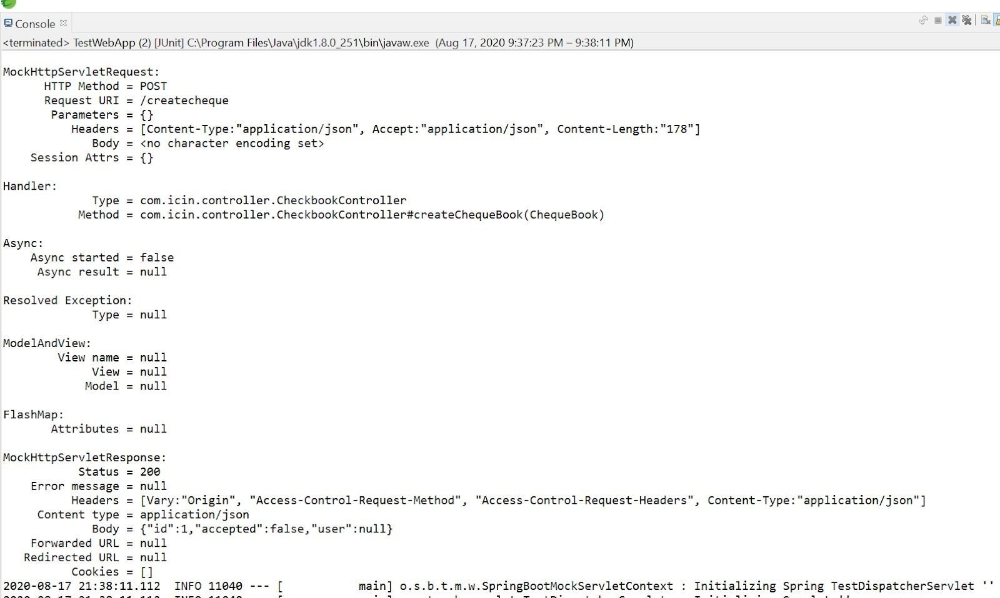 Console
<terminated> TestWebApp (2) [JUnit] C:\Program Files\Java\jdk1.8.0_251\bin\javaw.exe  (Aug 17, 2020 9:37:23 PM – 9:38:11 PM)
MockHttpServletRequest:
      HTTP Method = POST
      Request URI = /createcheque
       Parameters = {}
          Headers = [Content-Type:"application/json", Accept:"application/json", Content-Length:"178"]
             Body = <no character encoding set>
    Session Attrs = {}
Handler:
             Type = com.icin.controller.CheckbookController
           Method = com.icin.controller.CheckbookController#createChequeBook(ChequeBook)
Async:
    Async started = false
     Async result = null
Resolved Exception:
             Type = null
ModelAndView:
        View name = null
             View = null
            Model = null
FlashMap:
       Attributes = null
MockHttpServletResponse:
           Status = 200
    Error message = null
          Headers = [Vary:"Origin", "Access-Control-Request-Method", "Access-Control-Request-Headers", Content-Type:"application/json"]
     Content type = application/json
             Body = {"id":1,"accepted":false,"user":null}
    Forwarded URL = null
   Redirected URL = null
          Cookies = []
2020-08-17 21:38:11.112  INFO 11040 --- [           main] o.s.b.t.m.w.SpringBootMockServletContext : Initializing Spring TestDispatcherServlet ''